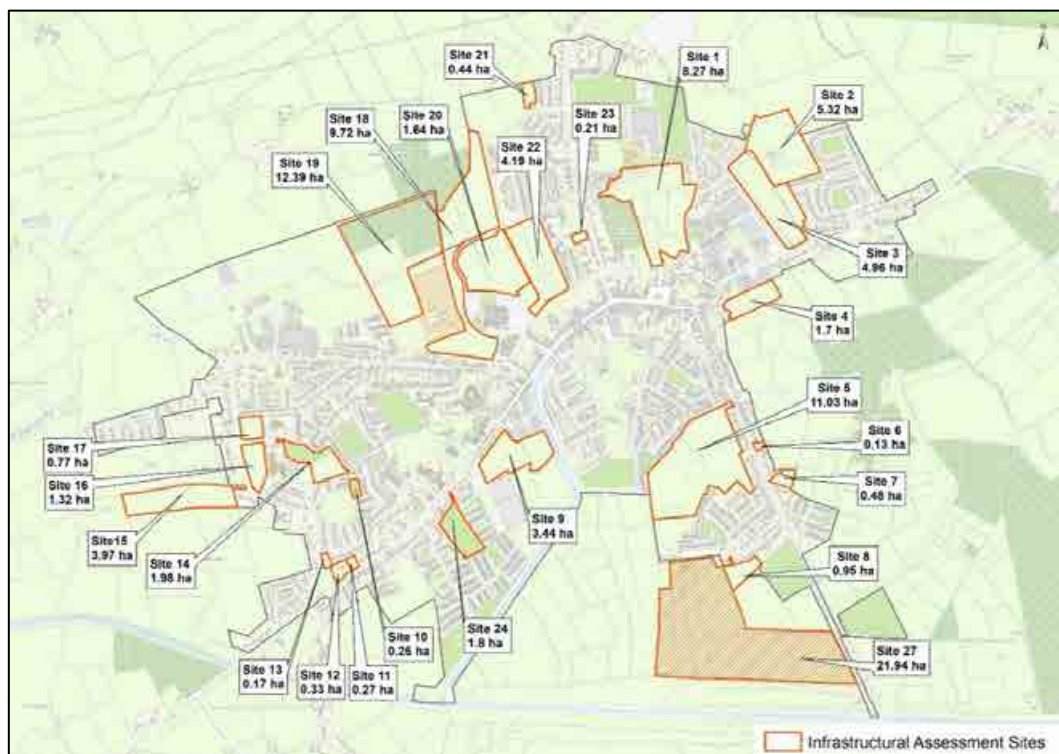 Site 21
0.44 ha
Site 1
8.27 ha
Site 18
9.72 ha
Site 20
1.64 ha
Site 23
0.21 ha
Site 2
5.32 ha
Site 19
12.39 ha
Site 22
4.19 ha
Site 3
4.96 ha
Site 4
1.7 ha
Site 5
11.03 ha
Site 6
0.13 ha
Site 17
0.77 ha
Site 16
1.32 ha
Site 7
0.48 ha
Site15
3.97 ha
Site 14
1.98 ha
Site 9
3.44 ha
Site 8
0.95 ha
Site 13
0.17 ha
Site 12
0.33 ha
Site 11
0.27 ha
Site 10
0.26 ha
Site 24
1.8 ha
Site 27
21.94 ha
Infrastructural Assessment Sites